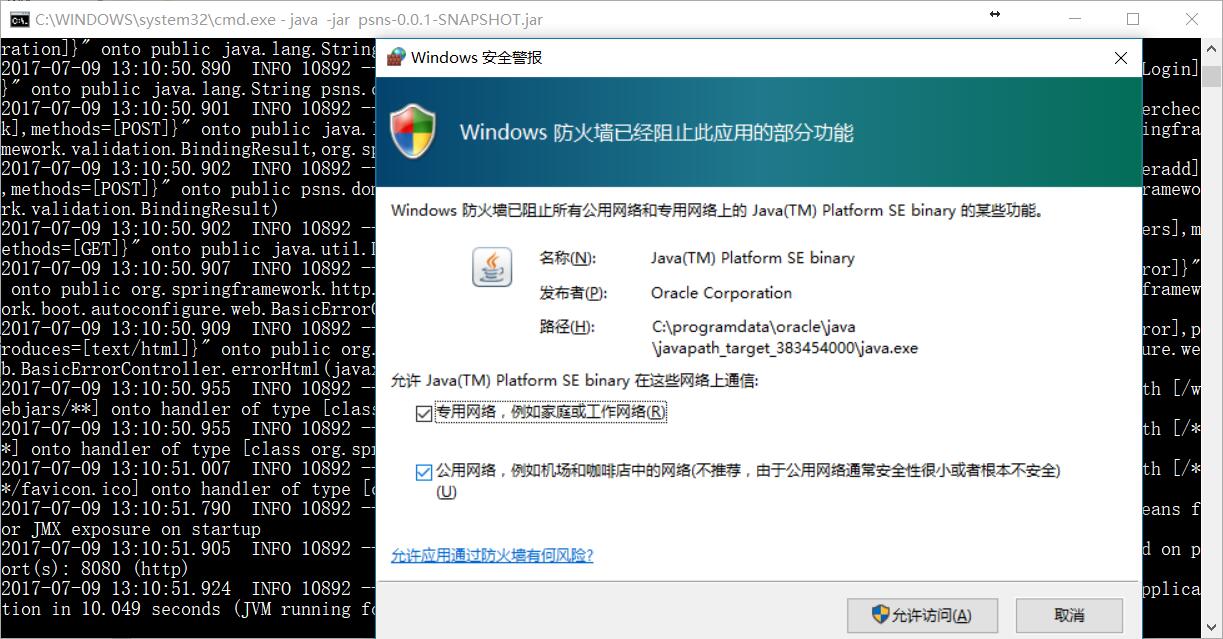 C:\WINDOWS\system32\cmd.exe - java -jar psns-0.0.1-SNAPSHOT.jar
ration]}" onto public java.lang.String
2017-07-09 13:10:50.890 INFO 10892 -- Login]
}" onto public java.lang.String psns.
2017-07-09 13:10:50.901 INFO 10892 -- erchec
k],methods=[POST]}" onto public java. ingfra
mework.validation.BindingResult,org.sp
2017-07-09 13:10:50.902 INFO 10892 -- eradd]
,methods=[POST]}" onto public psns.dom ramewo
rk.validation.BindingResult)
2017-07-09 13:10:50.902 INFO 10892 -- ers],m
ethods=[GET]}" onto public java.util.
2017-07-09 13:10:50.907 INFO 10892 -- ror]}"
onto public org.springframework.http. framew
ork.boot.autoconfigure.web.BasicErrorC
2017-07-09 13:10:50.909 INFO 10892 -- ror],p
roduces=[text/html]}" onto public org. ure.we
b.BasicErrorController.errorHtml(javax
2017-07-09 13:10:50.955 INFO 10892 -- th [/w
ebjars/**] onto handler of type [class
2017-07-09 13:10:50.955 INFO 10892 -- th [/*
*] onto handler of type [class org.spr
2017-07-09 13:10:51.007 INFO 10892 -- th [/*
*/favicon.ico] onto handler of type [c
2017-07-09 13:10:51.790 INFO 10892 -- eans f
or JMX exposure on startup
2017-07-09 13:10:51.905 INFO 10892 -- d on p
ort(s): 8080 (http)
2017-07-09 13:10:51.924 INFO 10892 -- pplica
tion in 10.049 seconds (JVM running fo
Windows 安全警报
Windows 防火墙已经阻止此应用的部分功能
Windows 防火墙已阻止所有公用网络和专用网络上的 Java(TM) Platform SE binary 的某些功能。
名称(N): Java(TM) Platform SE binary
发布者(P): Oracle Corporation
路径(H): C:\programdata\oracle\java
\javapath_target_383454000\java.exe
允许 Java(TM) Platform SE binary 在这些网络上通信:
专用网络，例如家庭或工作网络(R)
公用网络，例如机场和咖啡店中的网络(不推荐，由于公用网络通常安全性很小或者根本不安全)
(U)
允许应用通过防火墙有何风险?
允许访问(A) 取消